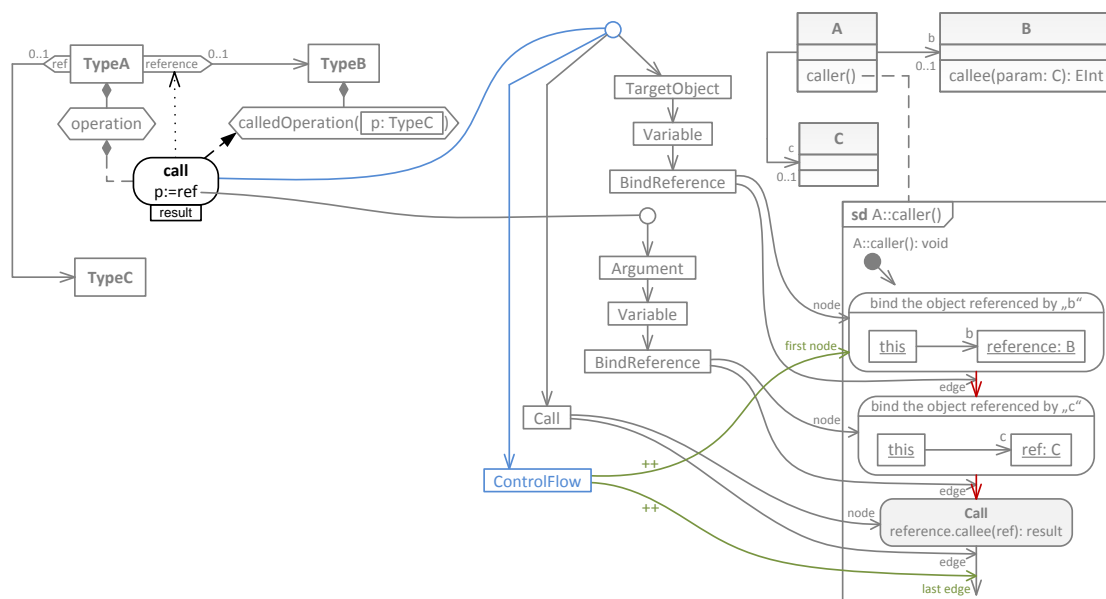 0..1
ref
TypeA
reference
0..1
TypeB
operation
calledOperation( p: TypeC )
call
p:=ref
result
TypeC
TargetObject
Variable
BindReference
Argument
Variable
BindReference
Call
ControlFlow
++
++
A
caller()
b
0..1
B
callee(param: C): EInt
c
0..1
C
sd A::caller()
A::caller(): void
node
bind the object referenced by „b“
this
b
reference: B
first node
edge
bind the object referenced by „c“
node
this
c
ref: C
edge
node
Call
reference.callee(ref): result
edge
last edge